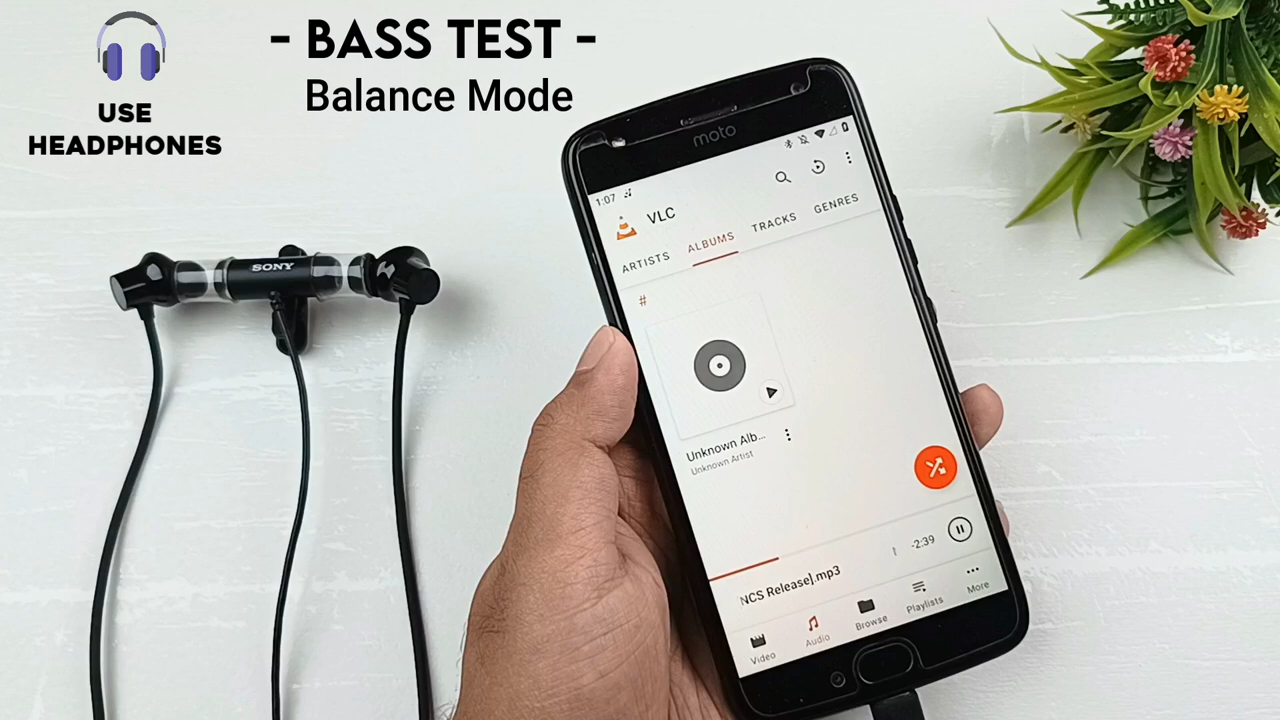 - BASS TEST -
Balance Mode
USE
HEADPHONES
SONY
moto
1:07
VLC
ARTISTS ALBUMS TRACKS GENRES
#
Unknown Alb...
Unknown Artist
-2:39
NCS Release].mp3
Video Audio Browse Playlists More